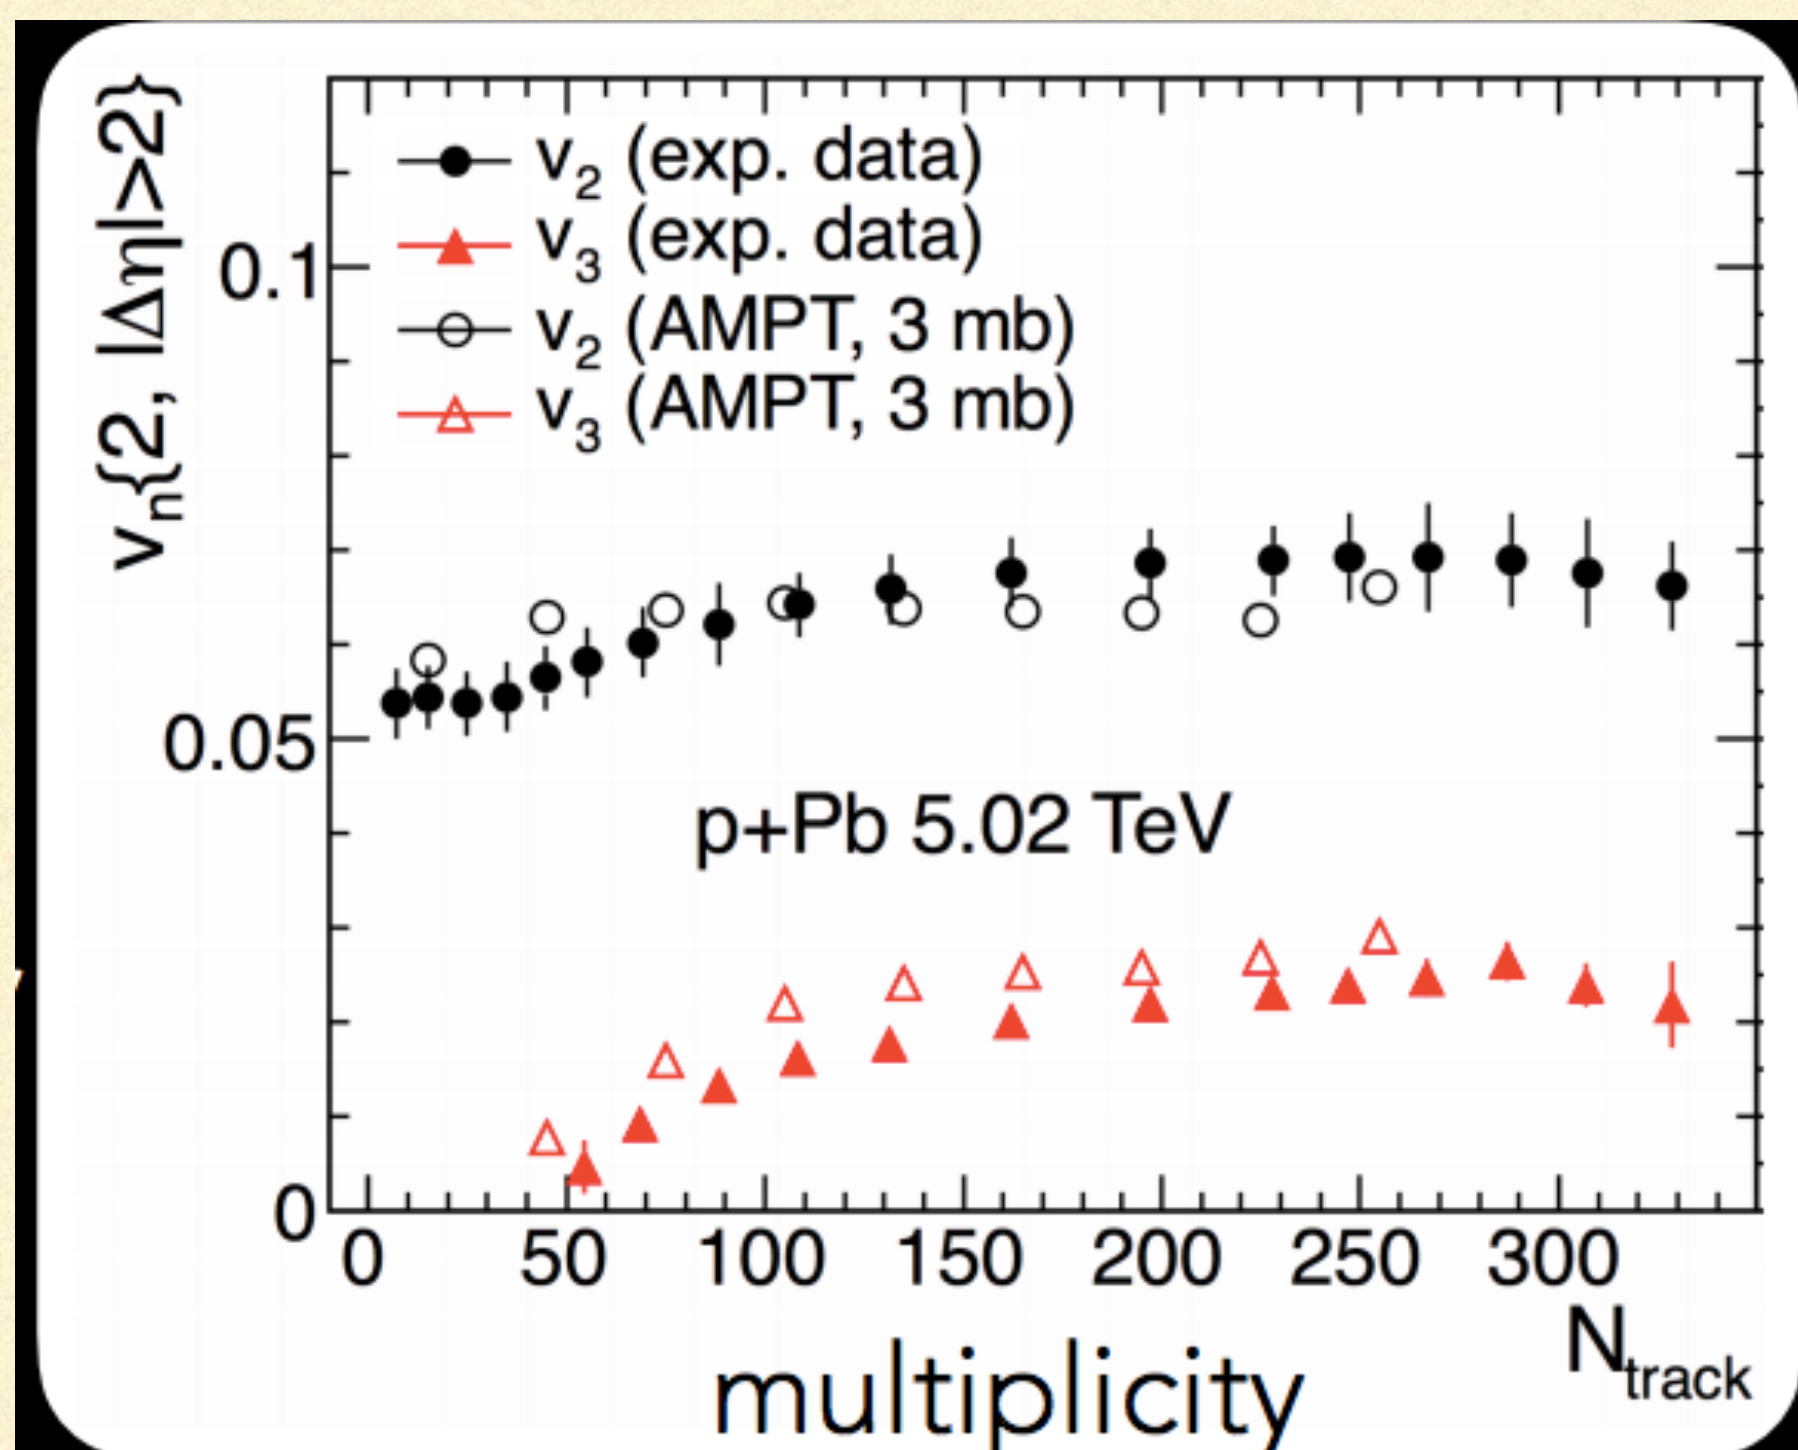 vn{2, |Δη|>2}
v2 (exp. data)
v3 (exp. data)
v2 (AMPT, 3 mb)
v3 (AMPT, 3 mb)
0.1
0.05
0
p+Pb 5.02 TeV
0 50 100 150 200 250 300
Ntrack
multiplicity